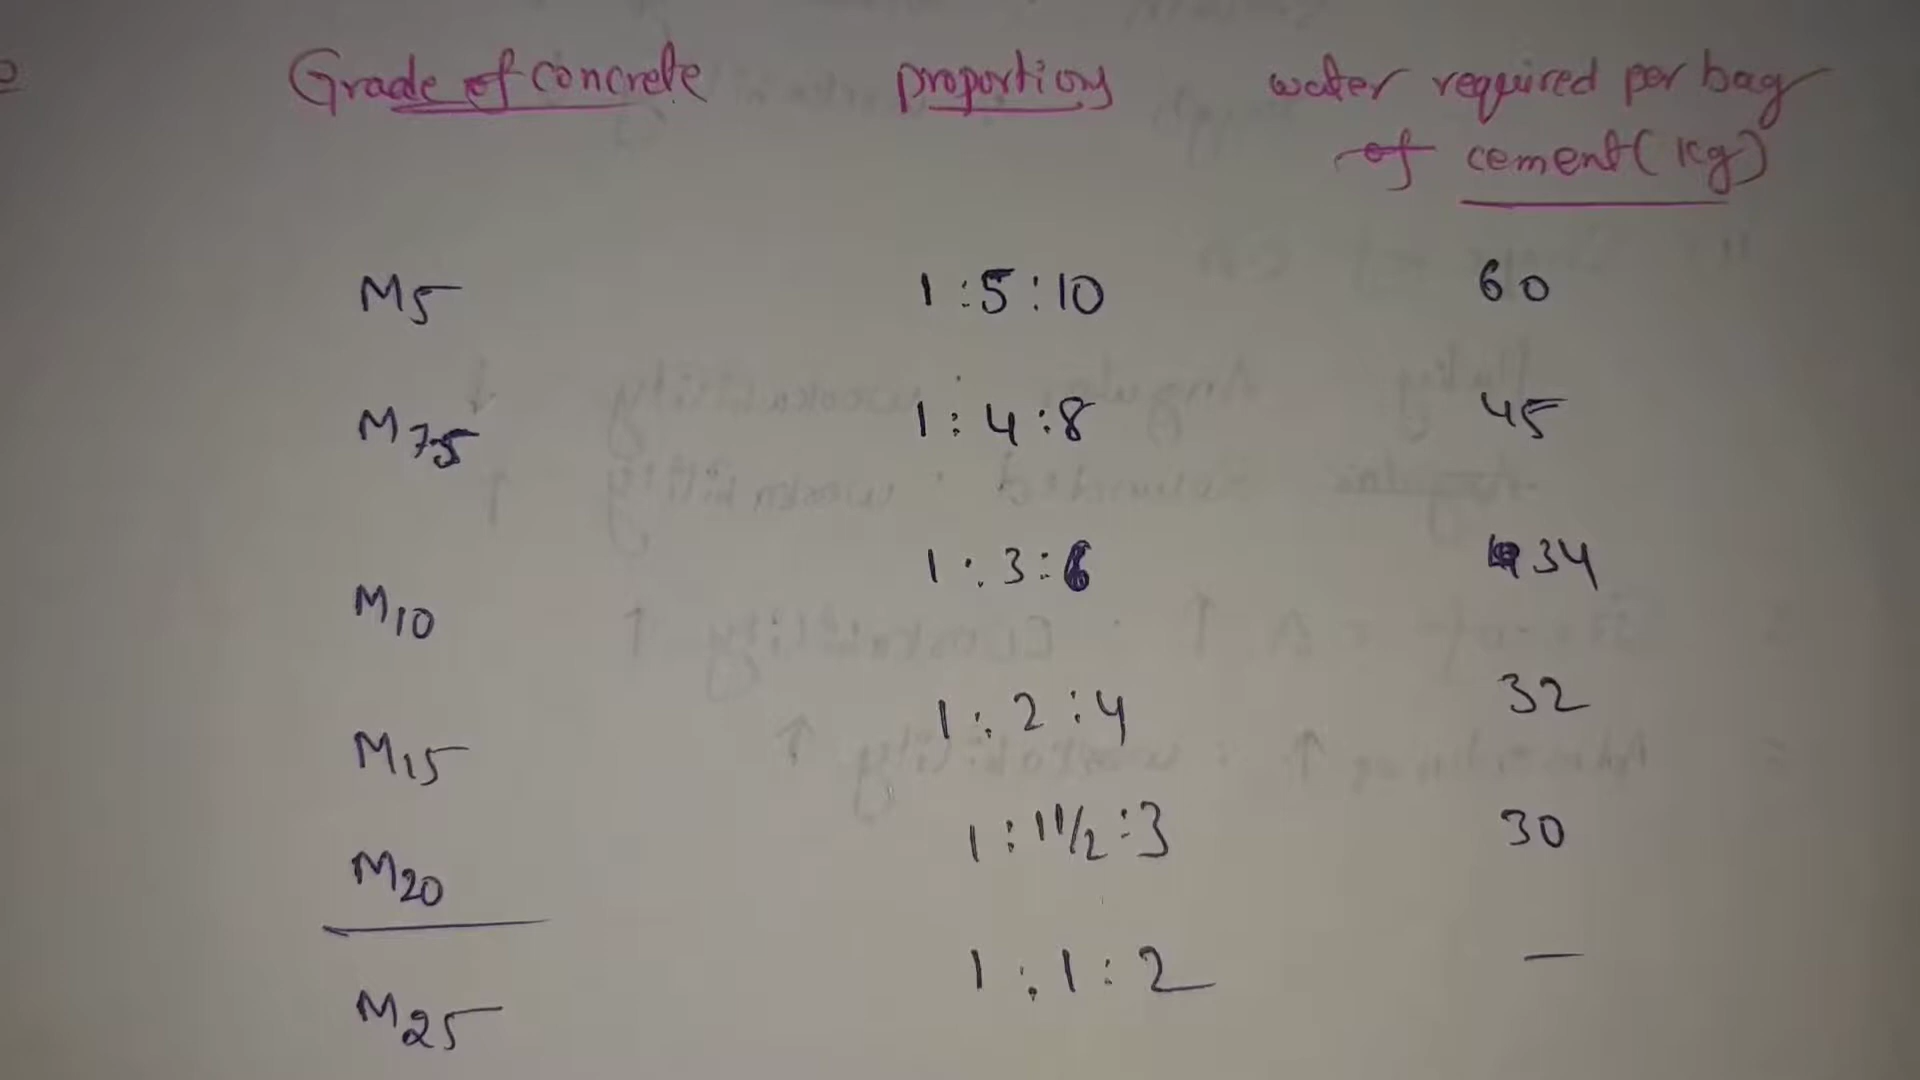 Grade of concrete proportions water required per bag
of cement (kg)
M5 1:5:10 60
M7.5 1:4:8 45
M10 1:3:6 34
M15 1:2:4 32
M20 1:1 1/2:3 30
M25 1:1:2 —